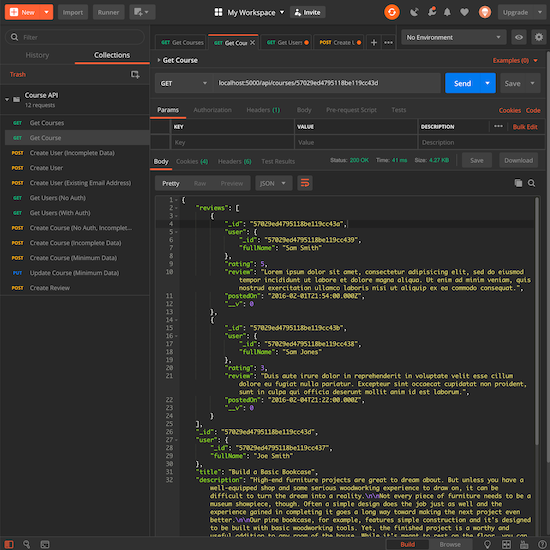 New
Import
Runner
My Workspace
Invite
Upgrade
Filter
History
Collections
Trash
Course API
12 requests
GET Get Courses
GET Get Course
POST Create User (Incomplete Data)
POST Create User
POST Create User (Existing Email Address)
GET Get Users (No Auth)
GET Get Users (With Auth)
POST Create Course (No Auth, Incomplet...
POST Create Course (Incomplete Data)
POST Create Course (Minimum Data)
PUT Update Course (Minimum Data)
POST Create Review
GET Get Courses
GET Get Cour
GET Get Users
POST Create U
No Environment
Get Course
Examples (0)
GET
localhost:5000/api/courses/57029ed4795118be119cc43d
Send
Save
Params
Authorization
Headers (1)
Body
Pre-request Script
Tests
Cookies
Code
KEY
VALUE
DESCRIPTION
Bulk Edit
Key
Value
Description
Body
Cookies (4)
Headers (6)
Test Results
Status: 200 OK
Time: 41 ms
Size: 4.27 KB
Save
Download
Pretty
Raw
Preview
JSON
1 {
2 "reviews": [
3 {
4 "_id": "57029ed4795118be119cc43a",
5 "user": {
6 "_id": "57029ed4795118be119cc439",
7 "fullName": "Sam Smith"
8 },
9 "rating": 5,
10 "review": "Lorem ipsum dolor sit amet, consectetur adipisicing elit, sed do eiusmod
tempor incididunt ut labore et dolore magna aliqua. Ut enim ad minim veniam, quis
nostrud exercitation ullamco laboris nisi ut aliquip ex ea commodo consequat.",
11 "postedOn": "2016-02-01T21:54:00.000Z",
12 "__v": 0
13 },
14 {
15 "_id": "57029ed4795118be119cc43b",
16 "user": {
17 "_id": "57029ed4795118be119cc438",
18 "fullName": "Sam Jones"
19 },
20 "rating": 3,
21 "review": "Duis aute irure dolor in reprehenderit in voluptate velit esse cillum
dolore eu fugiat nulla pariatur. Excepteur sint occaecat cupidatat non proident,
sunt in culpa qui officia deserunt mollit anim id est laborum.",
22 "postedOn": "2016-02-04T21:22:00.000Z",
23 "__v": 0
24 }
25 ],
26 "_id": "57029ed4795118be119cc43d",
27 "user": {
28 "_id": "57029ed4795118be119cc437",
29 "fullName": "Joe Smith"
30 },
31 "title": "Build a Basic Bookcase",
32 "description": "High-end furniture projects are great to dream about. But unless you have a
well-equipped shop and some serious woodworking experience to draw on, it can be
difficult to turn the dream into a reality.\n\nNot every piece of furniture needs to be a
museum showpiece, though. Often a simple design does the job just as well and the
experience gained in completing it goes a long way toward making the next project even
better.\n\nOur pine bookcase, for example, features simple construction and it's designed
to be built with basic woodworking tools. Yet, the finished project is a worthy and
useful addition to any room of the house. While it's meant to rest on the floor, you can
Build
Browse